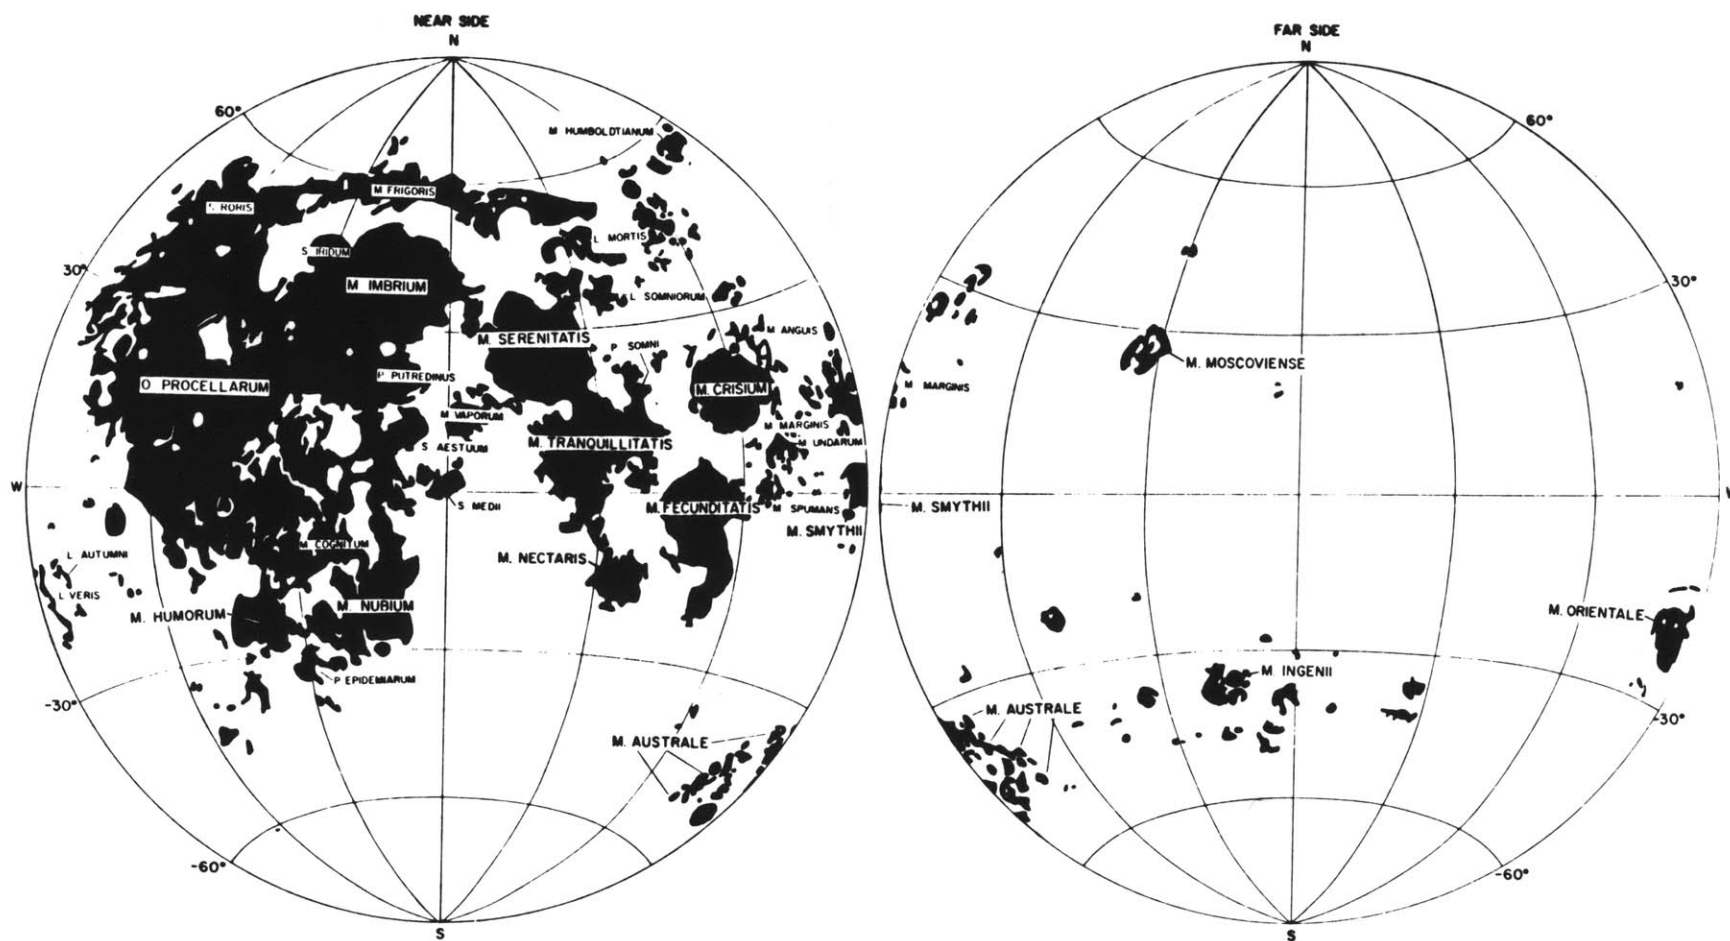 NEAR SIDE
N
60°
M. HUMBOLDTIANUM
M FRIGORIS
S. RORIS
L MORTIS
S. IRIDUM
30°
M. IMBRIUM
L SOMNIORUM
M. ANGUIS
M. SERENITATIS
P. SOMNI
P. PUTREDINUS
O. PROCELLARUM
M. CRISIUM
M. VAPORUM
M MARGINIS
M. TRANQUILLITATIS
M UNDARUM
S AESTUUM
W
S MEDII
M. FECUNDITATIS
M SPUMANS
M. SMYTHII
M. COGNITUM
L AUTUMNI
M. NECTARIS
L VERIS
M. HUMORUM
M. NUBIUM
P. EPIDEMIARUM
-30°
M. AUSTRALE
-60°
S
FAR SIDE
N
60°
30°
M. MOSCOVIENSE
M MARGINIS
M. SMYTHII
M. ORIENTALE
M. INGENII
M. AUSTRALE
-30°
-60°
S